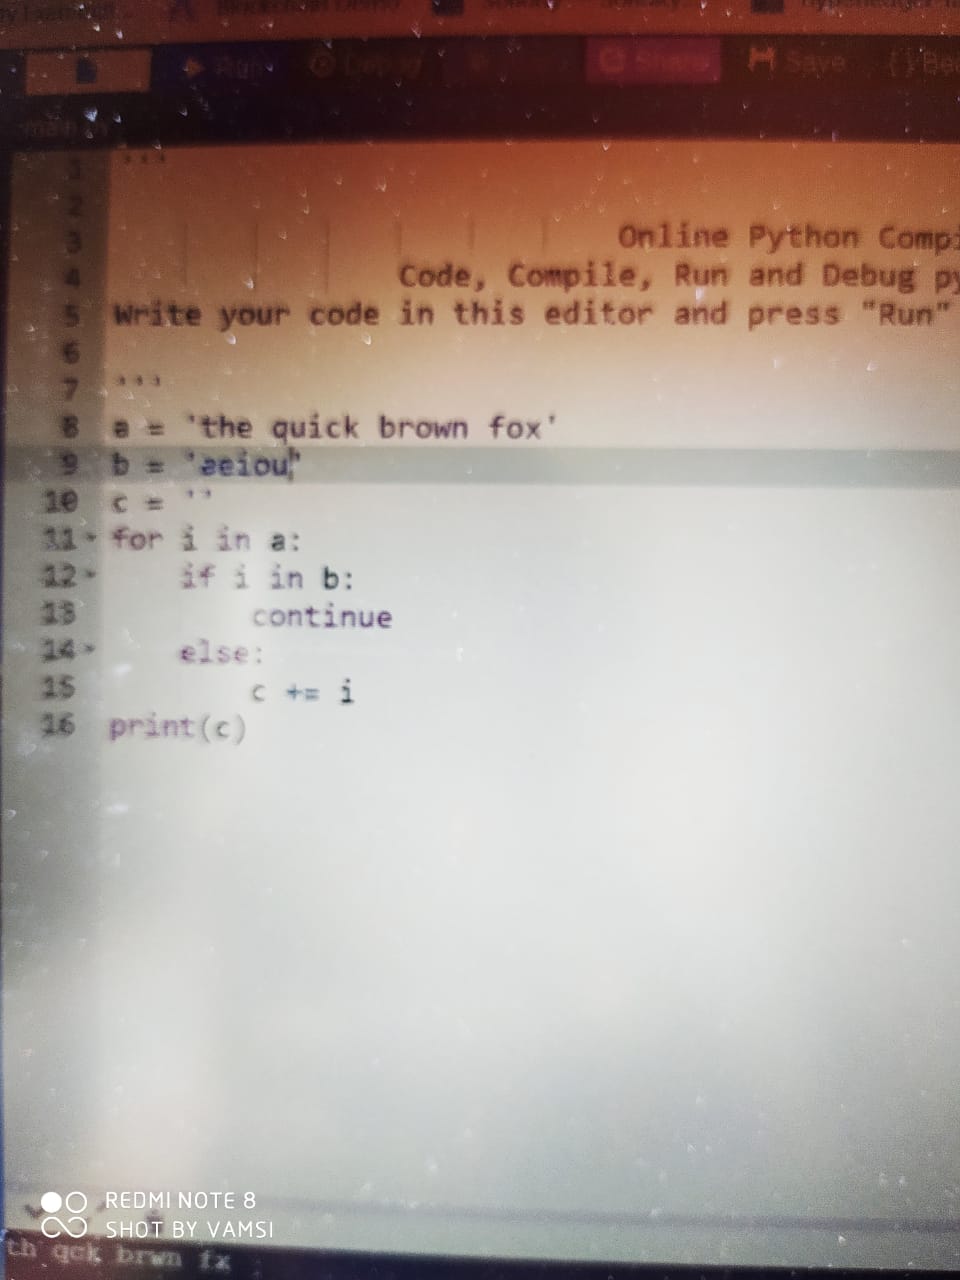 Run
Debug
Share
Save
main.py
1 '''
2
3 Online Python Comp
4 Code, Compile, Run and Debug py
5 Write your code in this editor and press "Run"
6
7 '''
8 a = 'the quick brown fox'
9 b = 'aeiou'
10 c = ''
11 for i in a:
12 if i in b:
13 continue
14 else:
15 c += i
16 print(c)
REDMI NOTE 8
SHOT BY VAMSI
th qck brwn fx